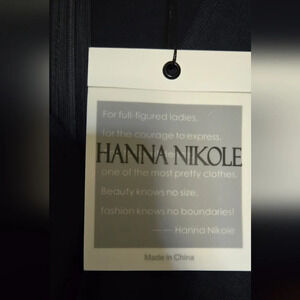 For full-figured ladies,
for the courage to express,
HANNA NIKOLE
one of the most pretty clothes.
Beauty knows no size,
fashion knows no boundaries!
—— Hanna Nikole
Made in China